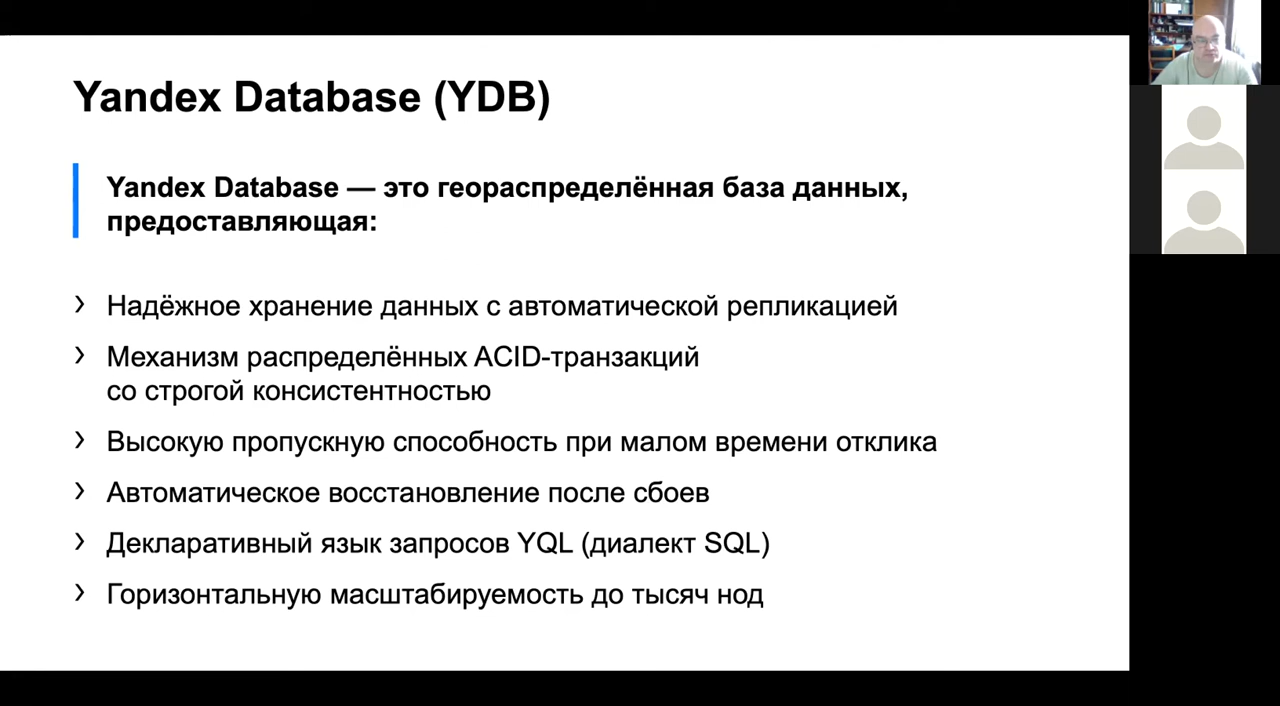 Yandex Database (YDB)
Yandex Database — это геораспределённая база данных,
предоставляющая:
› Надёжное хранение данных с автоматической репликацией
› Механизм распределённых ACID-транзакций
со строгой консистентностью
› Высокую пропускную способность при малом времени отклика
› Автоматическое восстановление после сбоев
› Декларативный язык запросов YQL (диалект SQL)
› Горизонтальную масштабируемость до тысяч нод